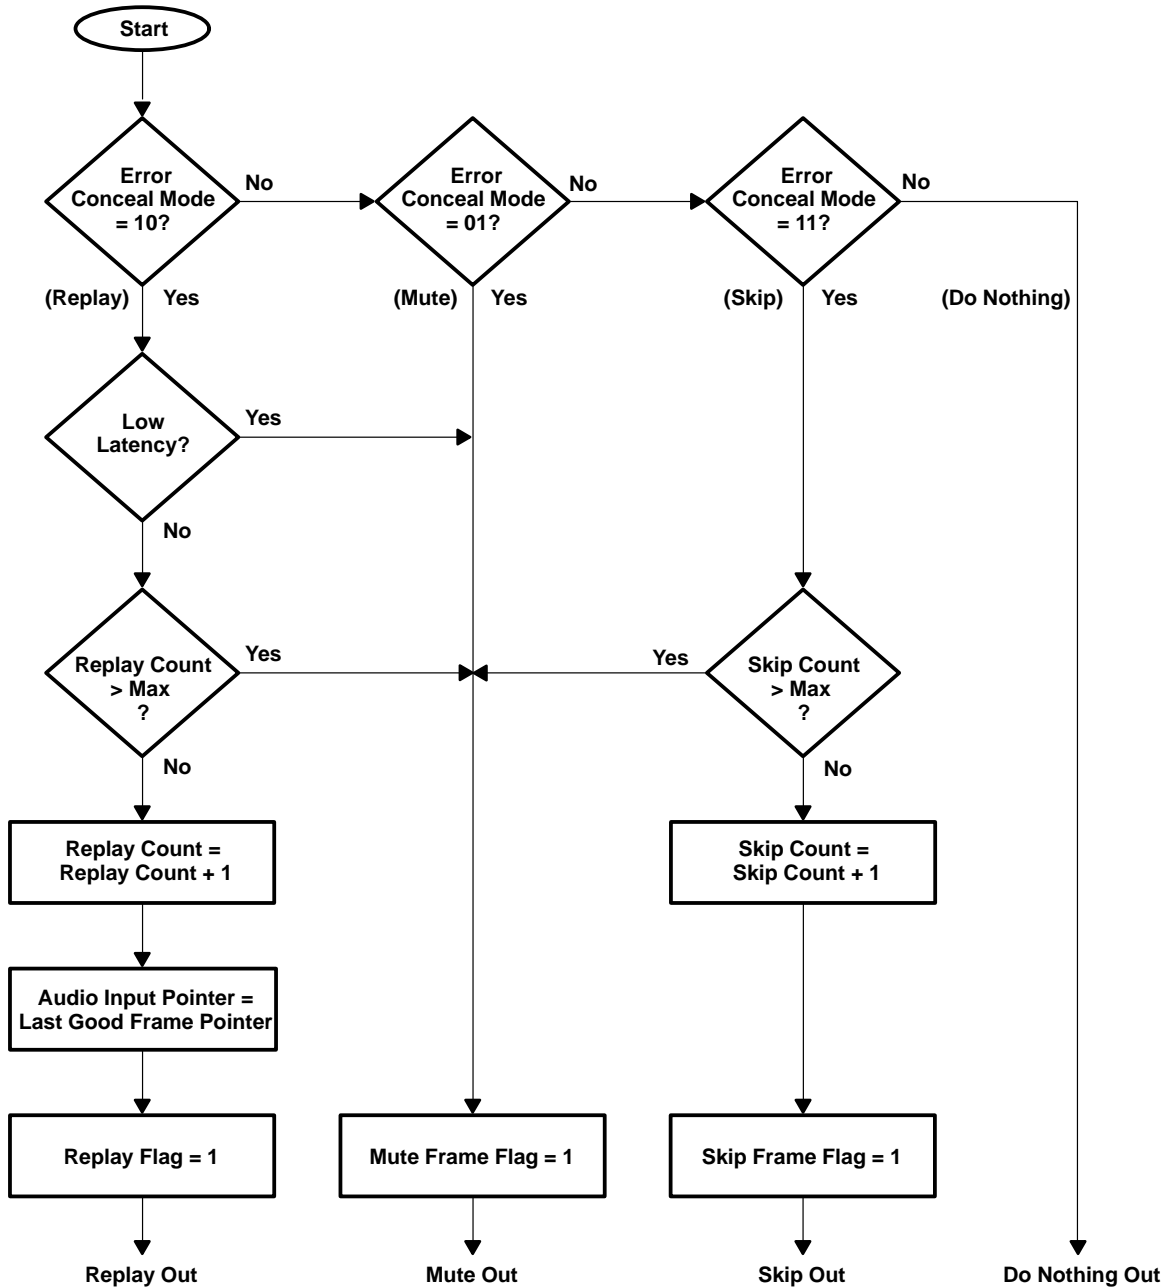 Start
Error
Conceal Mode
= 10?
No
Error
Conceal Mode
= 01?
No
Error
Conceal Mode
= 11?
No
(Replay)
Yes
(Mute)
Yes
(Skip)
Yes
(Do Nothing)
Low
Latency?
Yes
No
Replay Count
> Max
?
Yes
Yes
Skip Count
> Max
?
No
No
Replay Count =
Replay Count + 1
Skip Count =
Skip Count + 1
Audio Input Pointer =
Last Good Frame Pointer
Replay Flag = 1
Mute Frame Flag = 1
Skip Frame Flag = 1
Replay Out
Mute Out
Skip Out
Do Nothing Out